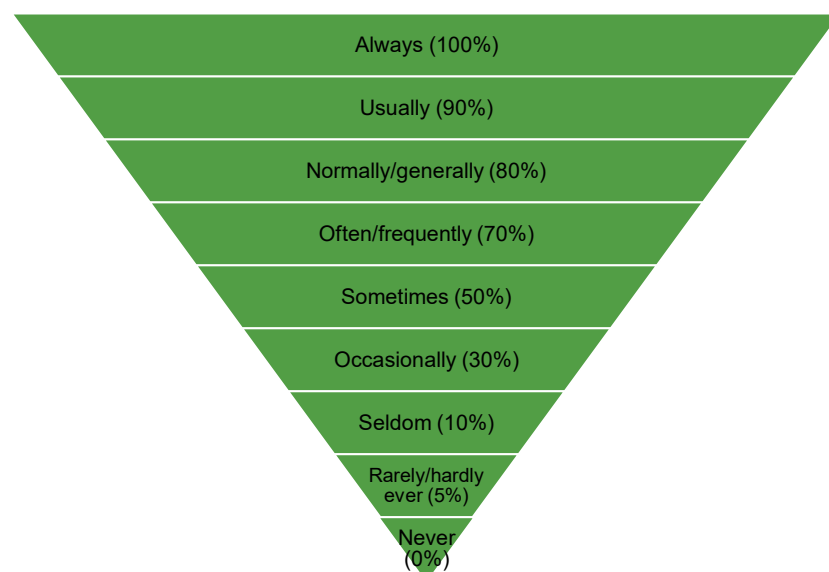 Always (100%)
Usually (90%)
Normally/generally (80%)
Often/frequently (70%)
Sometimes (50%)
Occasionally (30%)
Seldom (10%)
Rarely/hardly
ever (5%)
Never
(0%)